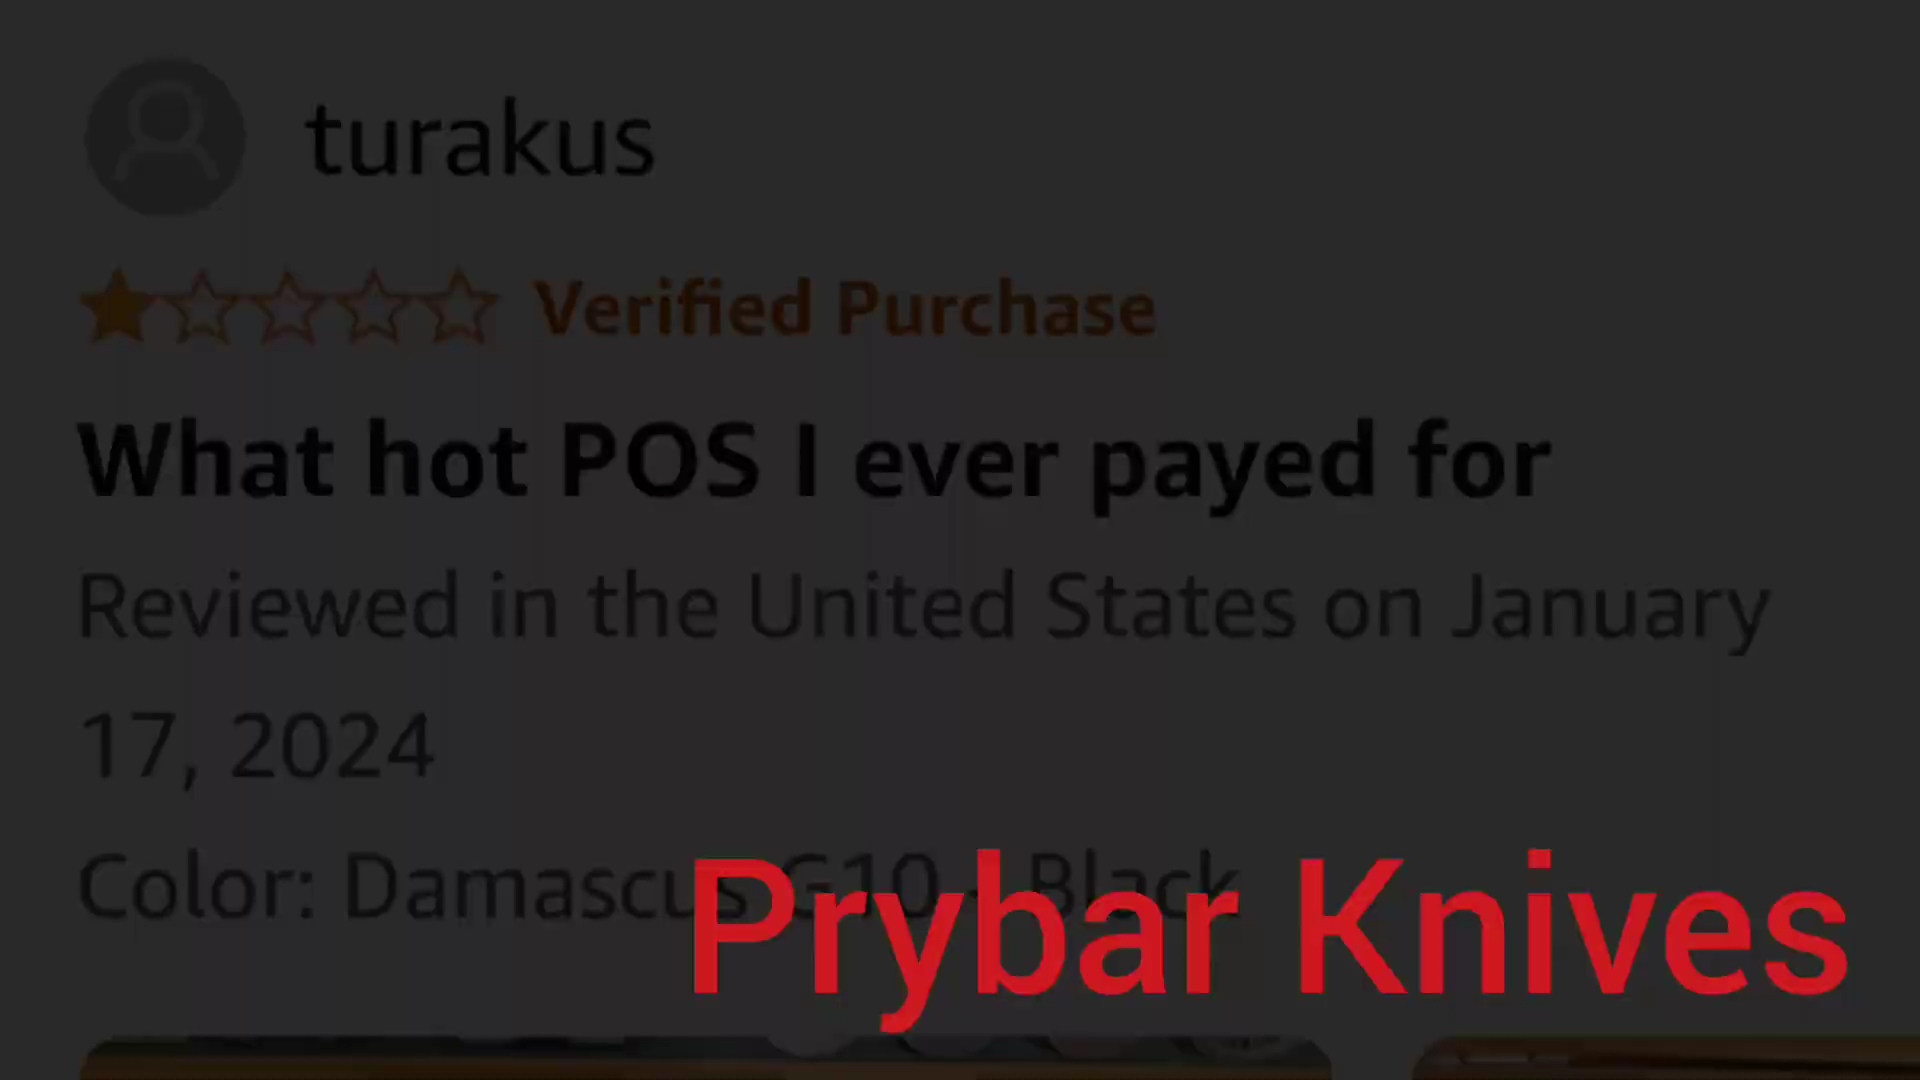 turakus
Verified Purchase
What hot POS I ever payed for
Reviewed in the United States on January
17, 2024
Color: Damascus G10 - Black
Prybar Knives